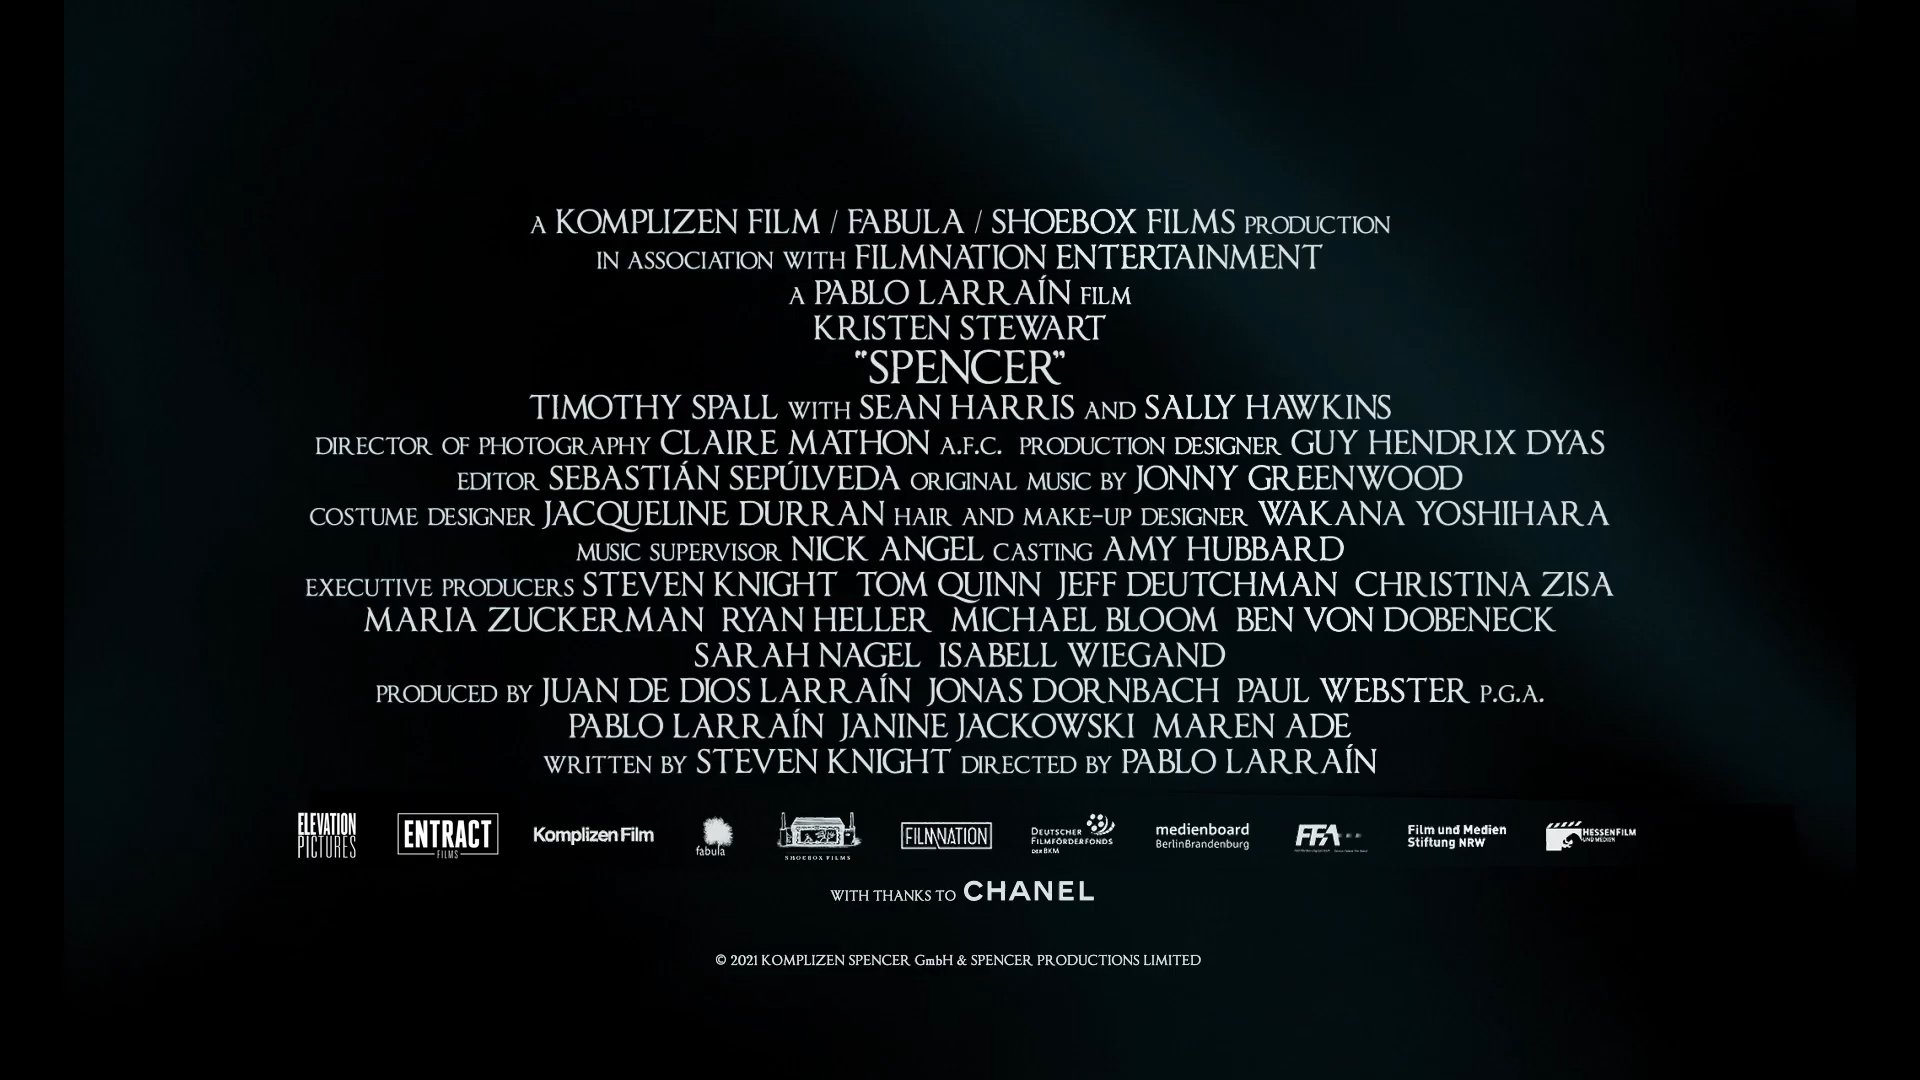 A KOMPLIZEN FILM / FABULA / SHOEBOX FILMS PRODUCTION
IN ASSOCIATION WITH FILMNATION ENTERTAINMENT
A PABLO LARRAÍN FILM
KRISTEN STEWART
"SPENCER"
TIMOTHY SPALL WITH SEAN HARRIS AND SALLY HAWKINS
DIRECTOR OF PHOTOGRAPHY CLAIRE MATHON A.F.C. PRODUCTION DESIGNER GUY HENDRIX DYAS
EDITOR SEBASTIÁN SEPÚLVEDA ORIGINAL MUSIC BY JONNY GREENWOOD
COSTUME DESIGNER JACQUELINE DURRAN HAIR AND MAKE-UP DESIGNER WAKANA YOSHIHARA
MUSIC SUPERVISOR NICK ANGEL CASTING AMY HUBBARD
EXECUTIVE PRODUCERS STEVEN KNIGHT TOM QUINN JEFF DEUTCHMAN CHRISTINA ZISA
MARIA ZUCKERMAN RYAN HELLER MICHAEL BLOOM BEN VON DOBENECK
SARAH NAGEL ISABELL WIEGAND
PRODUCED BY JUAN DE DIOS LARRAÍN JONAS DORNBACH PAUL WEBSTER P.G.A.
PABLO LARRAÍN JANINE JACKOWSKI MAREN ADE
WRITTEN BY STEVEN KNIGHT DIRECTED BY PABLO LARRAÍN
ELEVATION PICTURES
ENTRACT FILMS
Komplizen Film
fabula
SHOEBOX FILMS
FILMNATION
DEUTSCHER
FILMFÖRDERFONDS
DER BKM
medienboard
BerlinBrandenburg
FFA
Film und Medien
Stiftung NRW
HESSENFILM
UND MEDIEN
WITH THANKS TO CHANEL
© 2021 KOMPLIZEN SPENCER GmbH & SPENCER PRODUCTIONS LIMITED